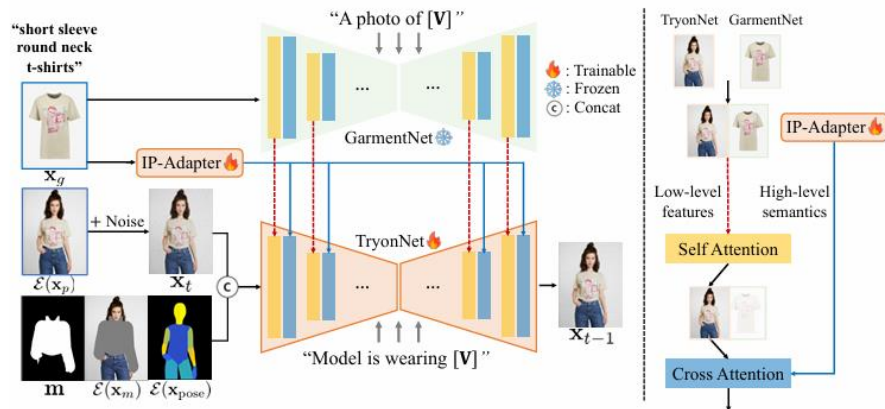 “short sleeve
round neck
t-shirts”
x_g
“A photo of [V]”
...
...
GarmentNet
: Trainable
: Frozen
c : Concat
IP-Adapter
+ Noise
ℰ(x_p)
x_t
c
m
ℰ(x_m)
ℰ(x_pose)
TryonNet
...
...
“Model is wearing [V]”
x_{t−1}
TryonNet
GarmentNet
IP-Adapter
Low-level
features
High-level
semantics
Self Attention
Cross Attention